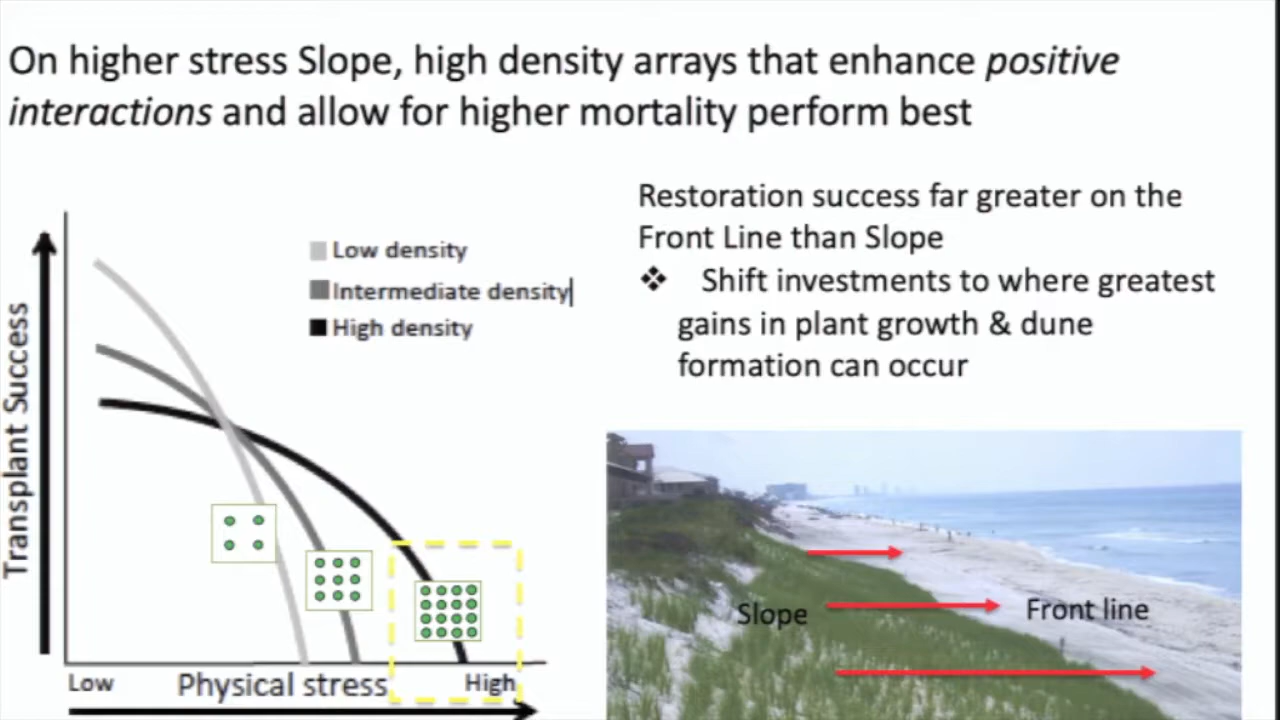 On higher stress Slope, high density arrays that enhance positive
interactions and allow for higher mortality perform best
Restoration success far greater on the
Front Line than Slope
❖ Shift investments to where greatest
gains in plant growth & dune
formation can occur
Low density
Intermediate density
High density
Transplant Success
Low
Physical stress
High
Slope
Front line